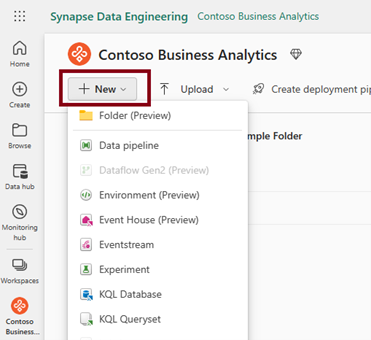 Synapse Data Engineering Contoso Business Analytics
Home
Create
Browse
Data hub
Monitoring
hub
Workspaces
Contoso
Business...
Contoso Business Analytics
New Upload Create deployment pip
Folder (Preview)
mple Folder
Data pipeline
Dataflow Gen2 (Preview)
Environment (Preview)
Event House (Preview)
Eventstream
Experiment
KQL Database
KQL Queryset